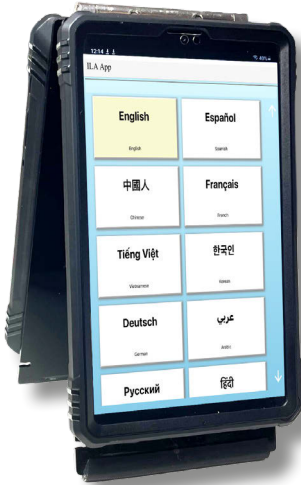 12:14
40%
ILA App
English
English
Español
Spanish
中國人
Chinese
Français
French
Tiếng Việt
Vietnamese
한국인
Korean
Deutsch
German
عربي
Arabic
Русский
हिंदी